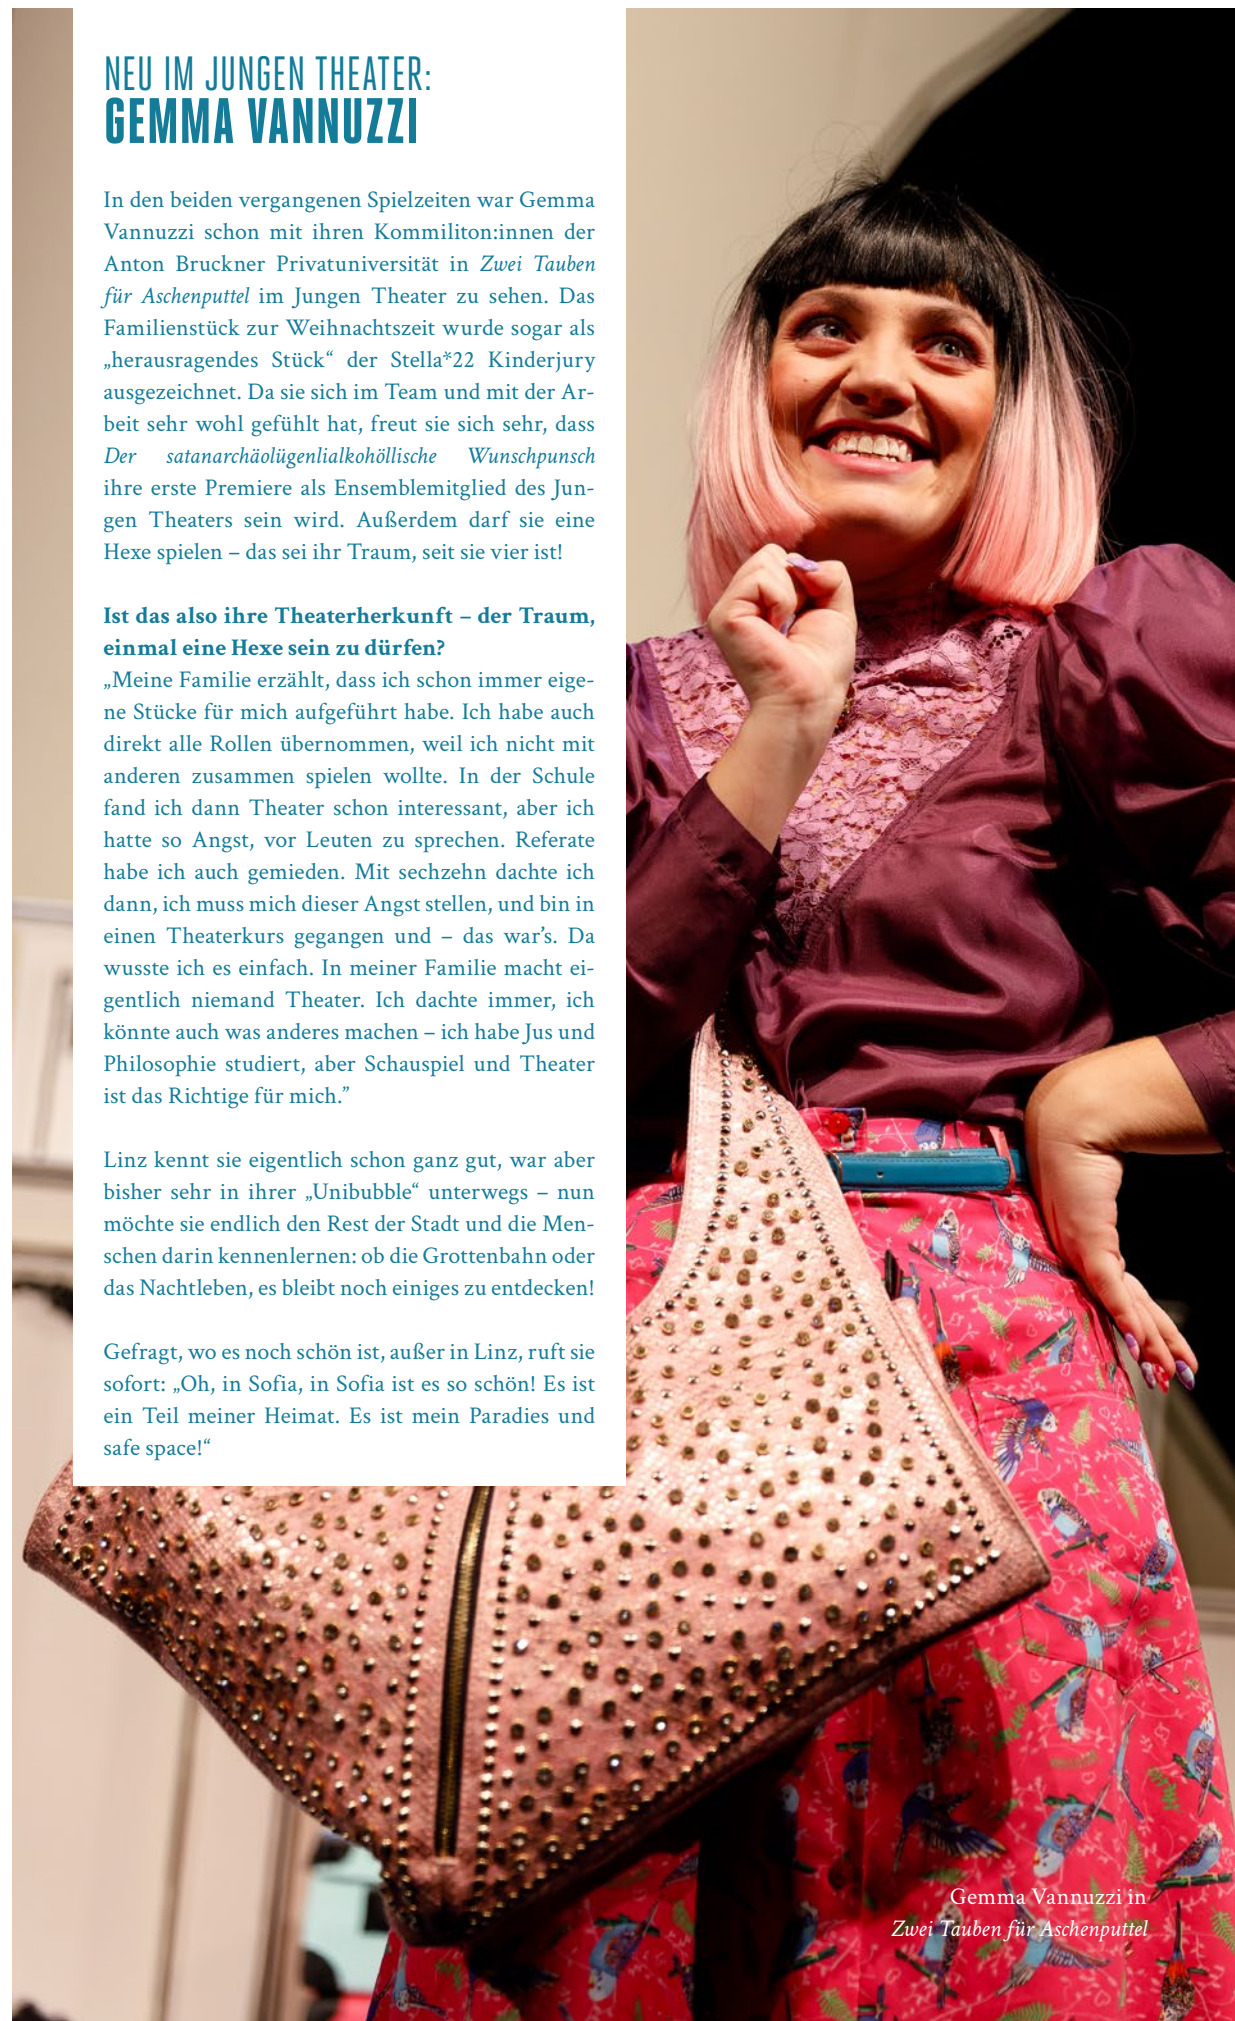 NEU IM JUNGEN THEATER:
GEMMA VANNUZZI
In den beiden vergangenen Spielzeiten war Gemma
Vannuzzi schon mit ihren Kommiliton:innen der
Anton Bruckner Privatuniversität in Zwei Tauben
für Aschenputtel im Jungen Theater zu sehen. Das
Familienstück zur Weihnachtszeit wurde sogar als
„herausragendes Stück“ der Stella*22 Kinderjury
ausgezeichnet. Da sie sich im Team und mit der Ar-
beit sehr wohl gefühlt hat, freut sie sich sehr, dass
Der satanarchäolügenlialkohöllische Wunschpunsch
ihre erste Premiere als Ensemblemitglied des Jun-
gen Theaters sein wird. Außerdem darf sie eine
Hexe spielen – das sei ihr Traum, seit sie vier ist!
Ist das also ihre Theaterherkunft – der Traum,
einmal eine Hexe sein zu dürfen?
„Meine Familie erzählt, dass ich schon immer eige-
ne Stücke für mich aufgeführt habe. Ich habe auch
direkt alle Rollen übernommen, weil ich nicht mit
anderen zusammen spielen wollte. In der Schule
fand ich dann Theater schon interessant, aber ich
hatte so Angst, vor Leuten zu sprechen. Referate
habe ich auch gemieden. Mit sechzehn dachte ich
dann, ich muss mich dieser Angst stellen, und bin in
einen Theaterkurs gegangen und – das war’s. Da
wusste ich es einfach. In meiner Familie macht ei-
gentlich niemand Theater. Ich dachte immer, ich
könnte auch was anderes machen – ich habe Jus und
Philosophie studiert, aber Schauspiel und Theater
ist das Richtige für mich.”
Linz kennt sie eigentlich schon ganz gut, war aber
bisher sehr in ihrer „Unibubble“ unterwegs – nun
möchte sie endlich den Rest der Stadt und die Men-
schen darin kennenlernen: ob die Grottenbahn oder
das Nachtleben, es bleibt noch einiges zu entdecken!
Gefragt, wo es noch schön ist, außer in Linz, ruft sie
sofort: „Oh, in Sofia, in Sofia ist es so schön! Es ist
ein Teil meiner Heimat. Es ist mein Paradies und
safe space!“
Gemma Vannuzzi in
Zwei Tauben für Aschenputtel